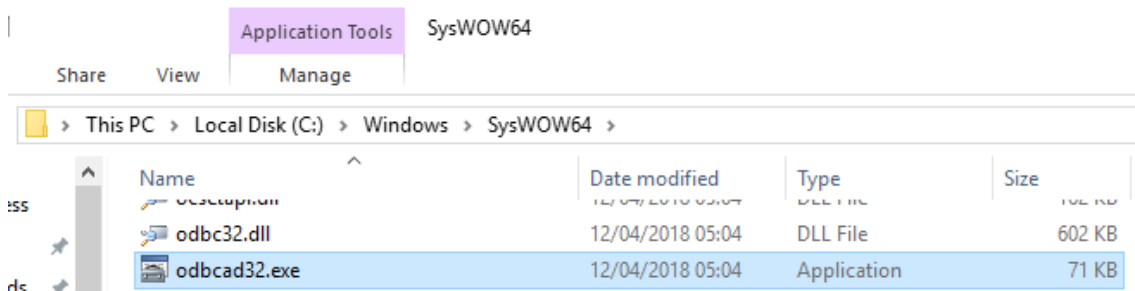 Application Tools SysWOW64
Share View Manage
This PC > Local Disk (C:) > Windows > SysWOW64 >
Name Date modified Type Size
ess
odbc32.dll 12/04/2018 05:04 DLL File 602 KB
odbcad32.exe 12/04/2018 05:04 Application 71 KB
ds